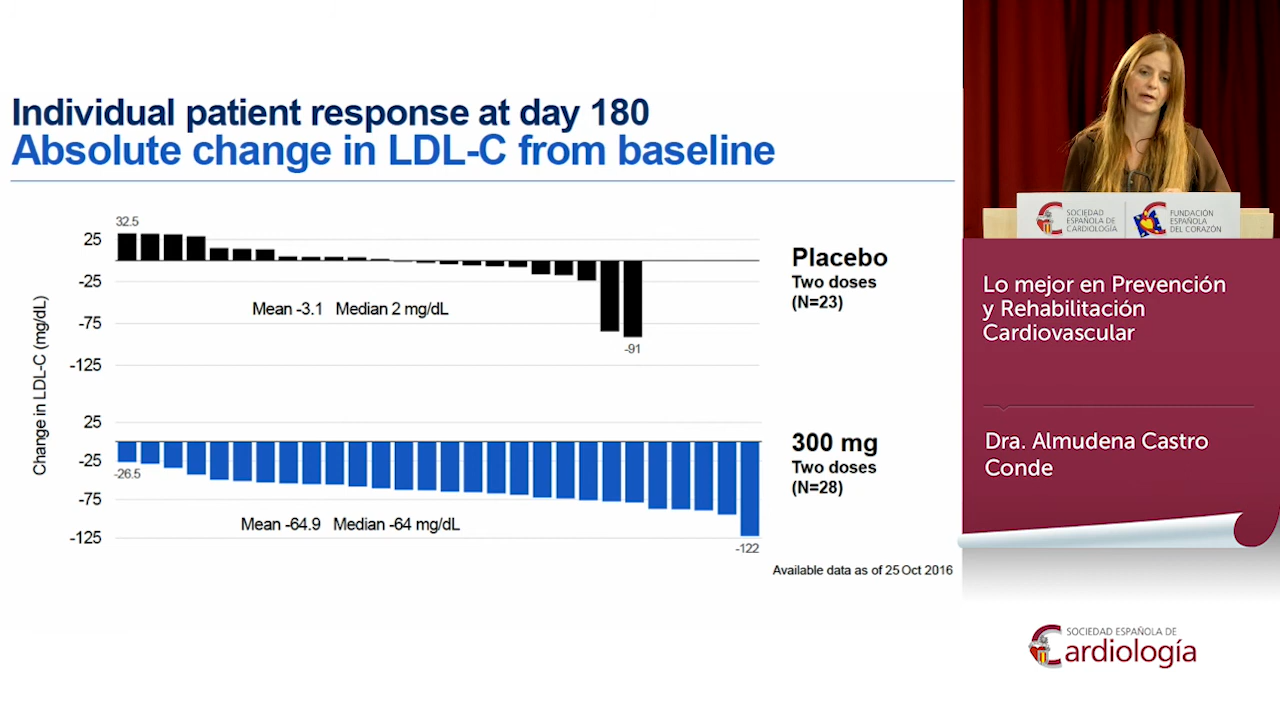 Individual patient response at day 180
Absolute change in LDL-C from baseline
Change in LDL-C (mg/dL)
32.5
25
-25
-75
-125
Mean -3.1 Median 2 mg/dL
-91
Placebo
Two doses
(N=23)
25
-25
-75
-125
-26.5
Mean -64.9 Median -64 mg/dL
-122
300 mg
Two doses
(N=28)
Available data as of 25 Oct 2016
SOCIEDAD
ESPAÑOLA DE
CARDIOLOGÍA
FUNDACIÓN
ESPAÑOLA
DEL CORAZÓN
Lo mejor en Prevención
y Rehabilitación
Cardiovascular
Dra. Almudena Castro
Conde
SOCIEDAD ESPAÑOLA DE
Cardiología